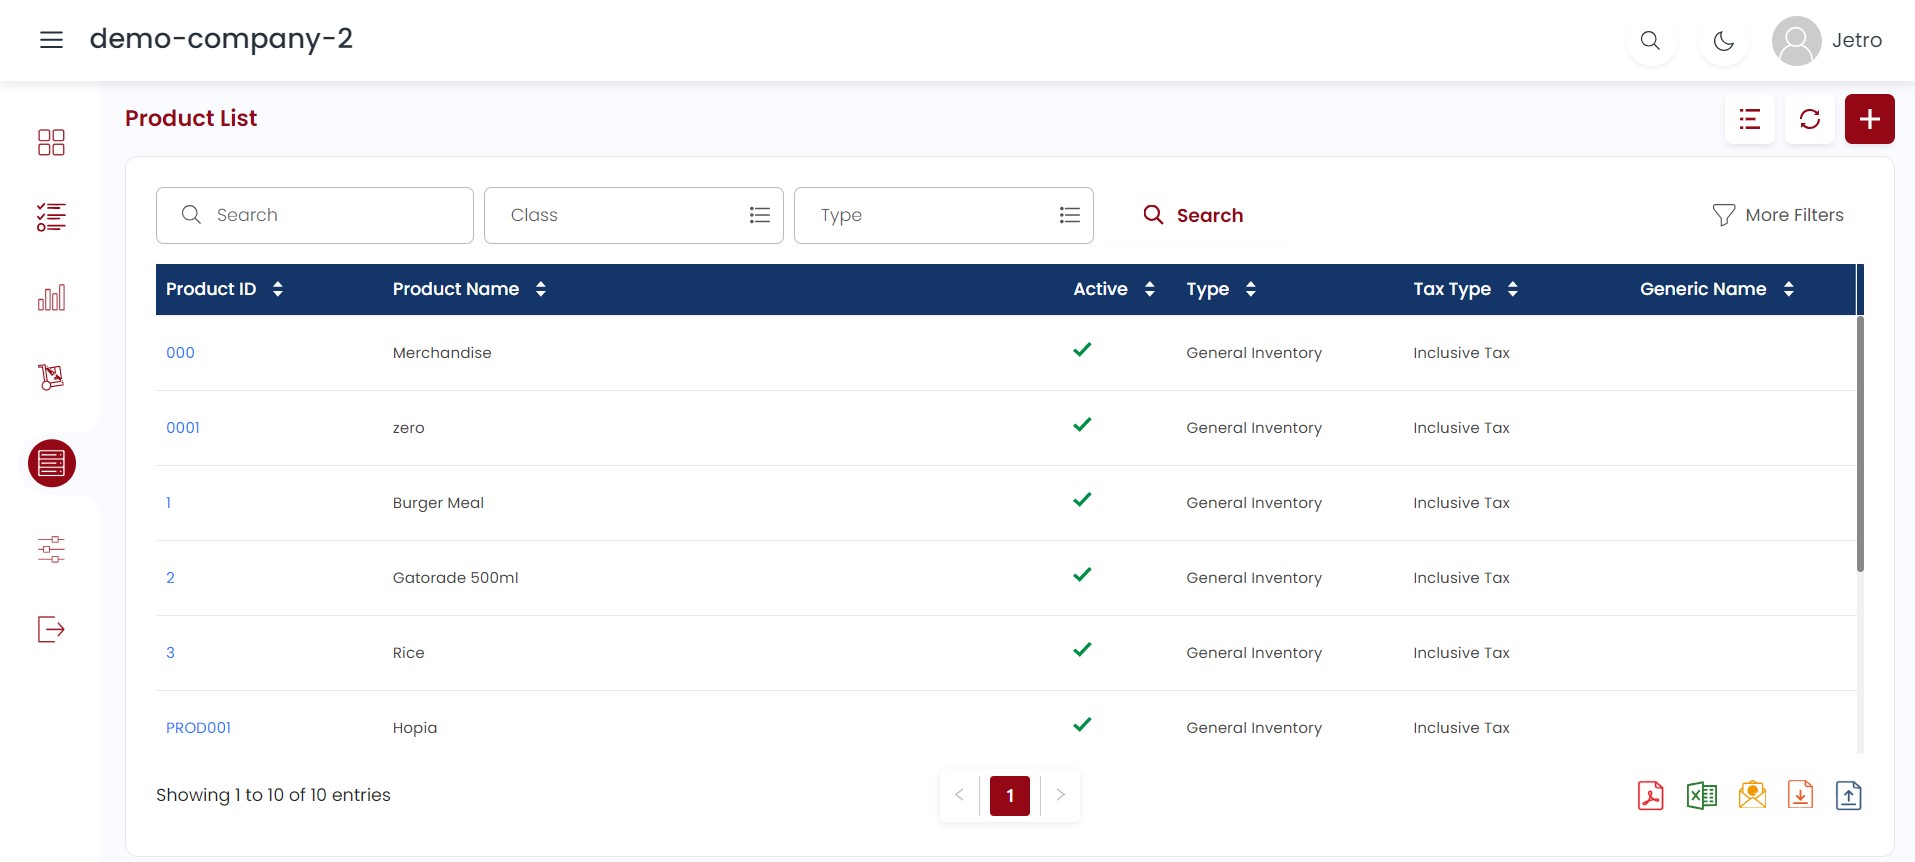 demo-company-2
Jetro
Product List
Search Class Type Search More Filters
Product ID Product Name Active Type Tax Type Generic Name
000 Merchandise General Inventory Inclusive Tax
0001 zero General Inventory Inclusive Tax
1 Burger Meal General Inventory Inclusive Tax
2 Gatorade 500ml General Inventory Inclusive Tax
3 Rice General Inventory Inclusive Tax
PROD001 Hopia General Inventory Inclusive Tax
Showing 1 to 10 of 10 entries < 1 >